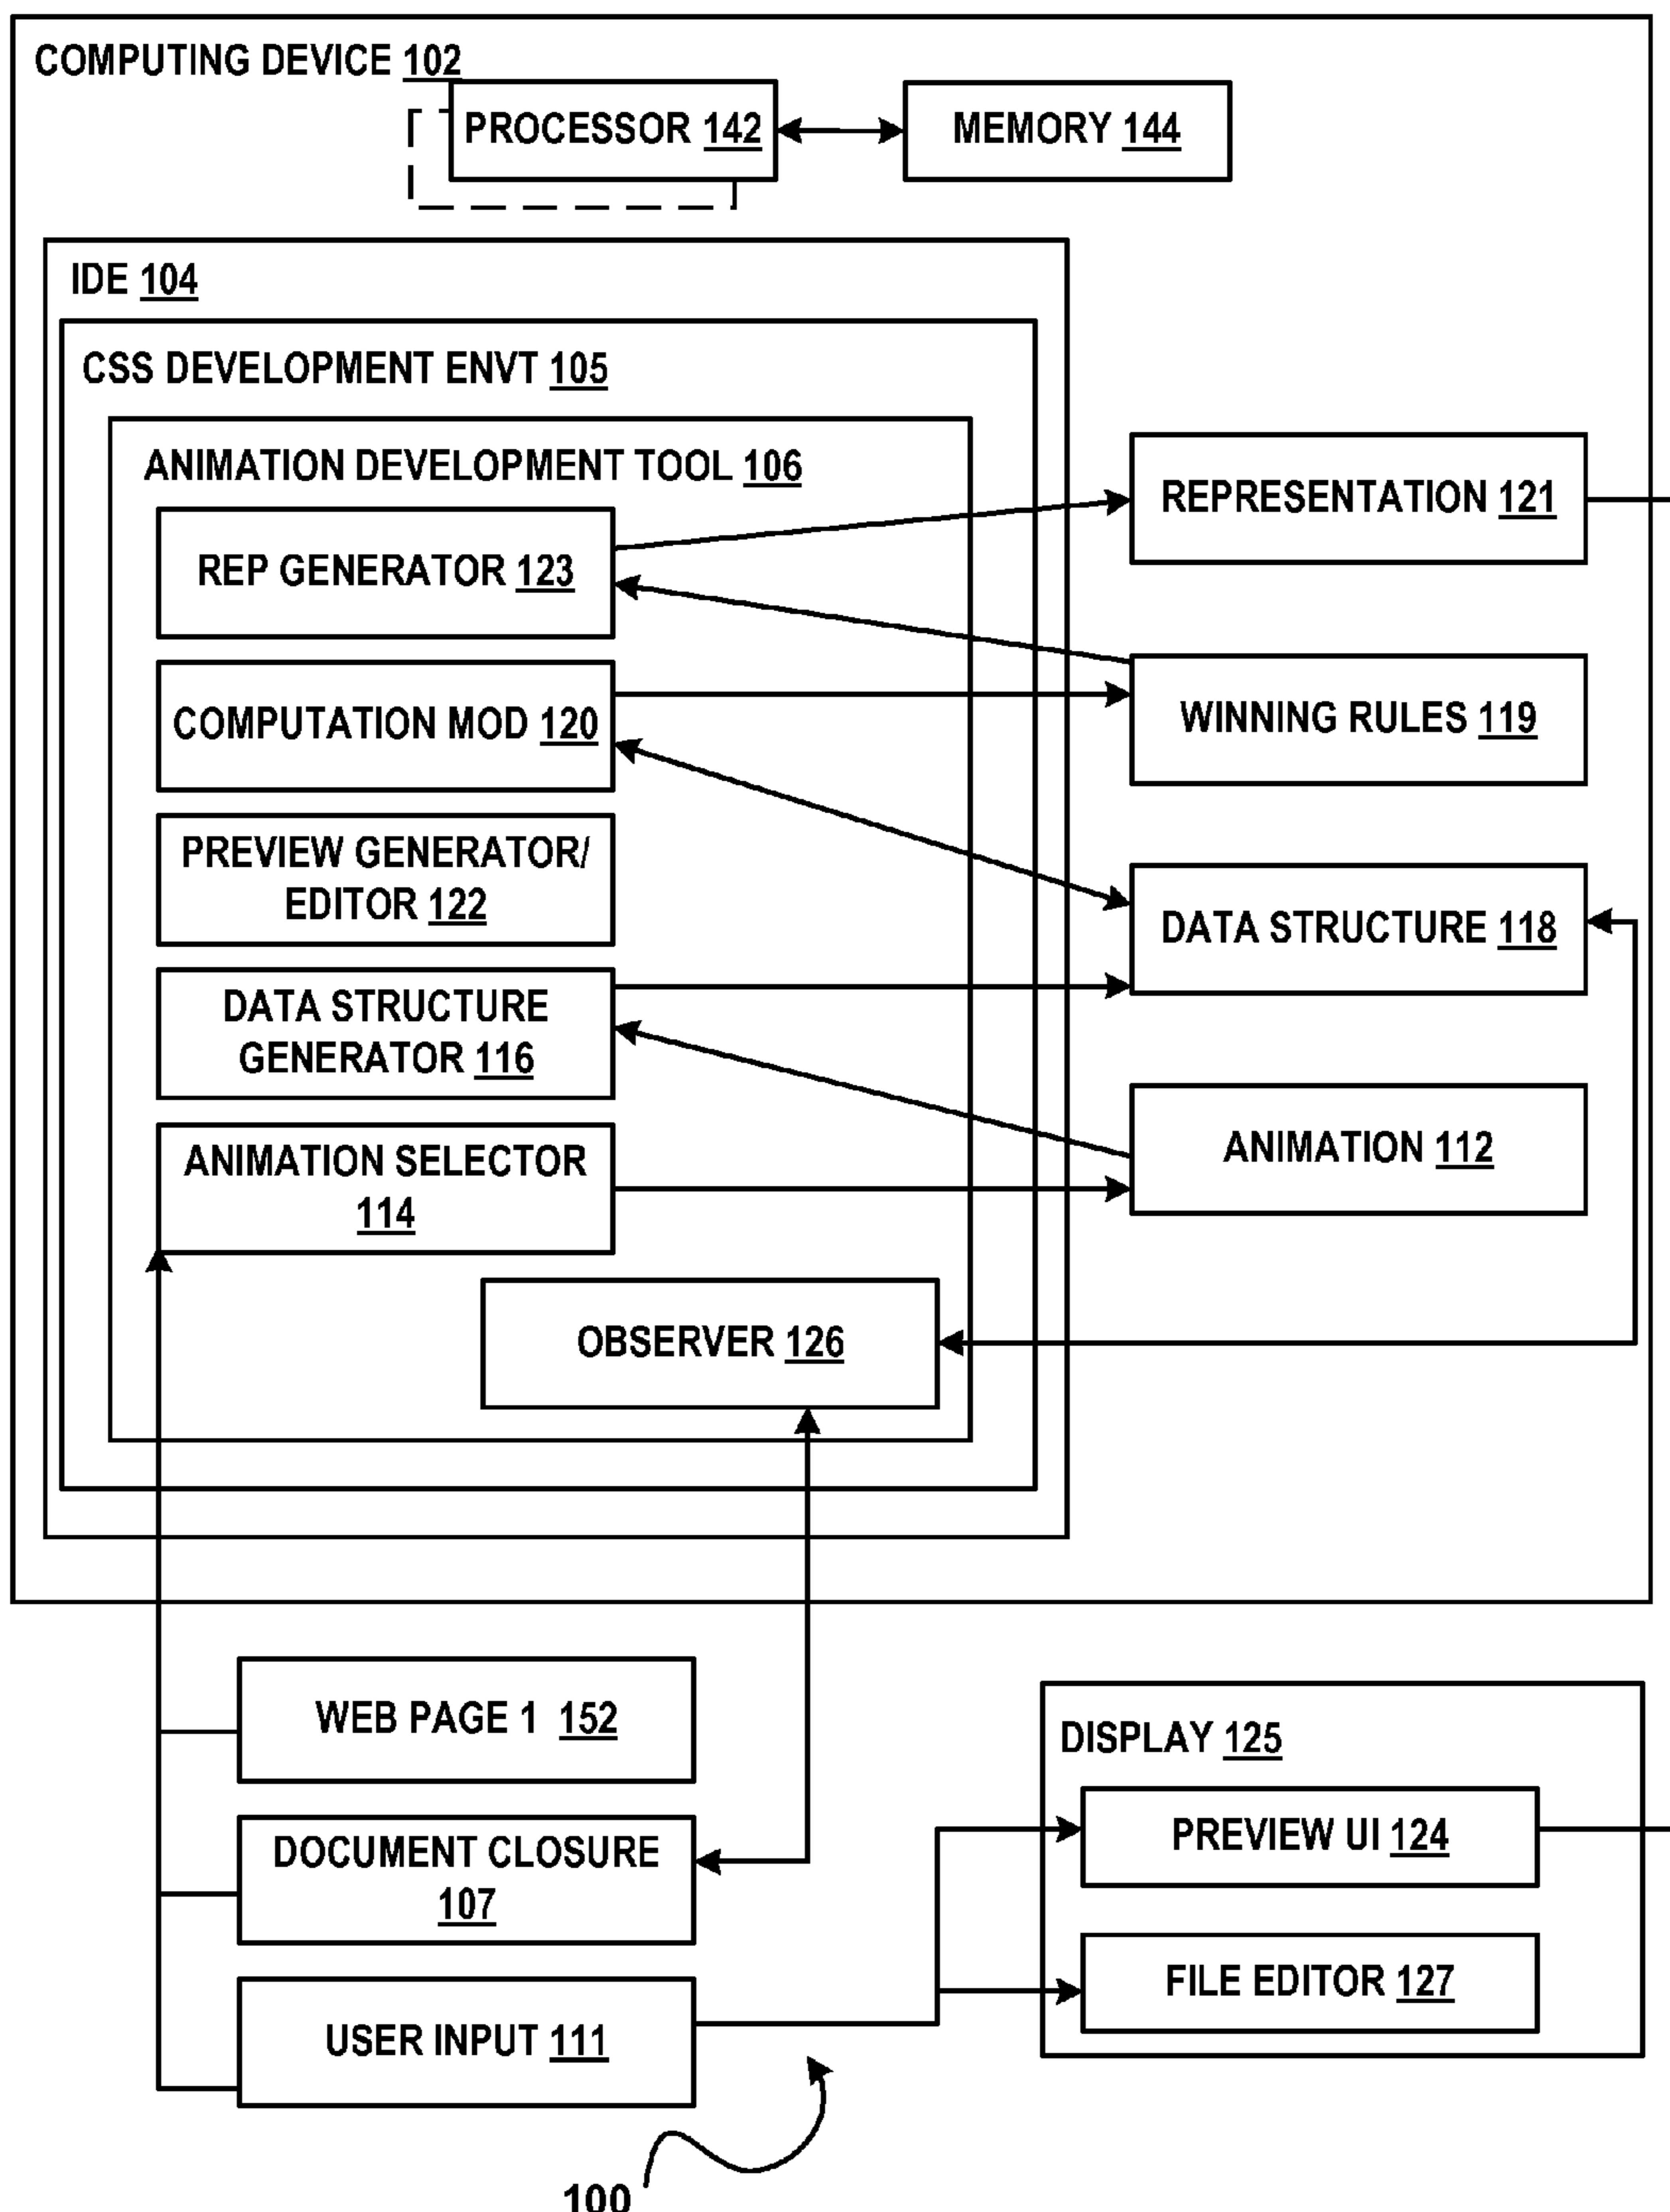 COMPUTING DEVICE 102
PROCESSOR 142
MEMORY 144
IDE 104
CSS DEVELOPMENT ENVT 105
ANIMATION DEVELOPMENT TOOL 106
REP GENERATOR 123
REPRESENTATION 121
COMPUTATION MOD 120
WINNING RULES 119
PREVIEW GENERATOR/
EDITOR 122
DATA STRUCTURE 118
DATA STRUCTURE
GENERATOR 116
ANIMATION SELECTOR
114
ANIMATION 112
OBSERVER 126
WEB PAGE 1 152
DOCUMENT CLOSURE
107
USER INPUT 111
DISPLAY 125
PREVIEW UI 124
FILE EDITOR 127
100